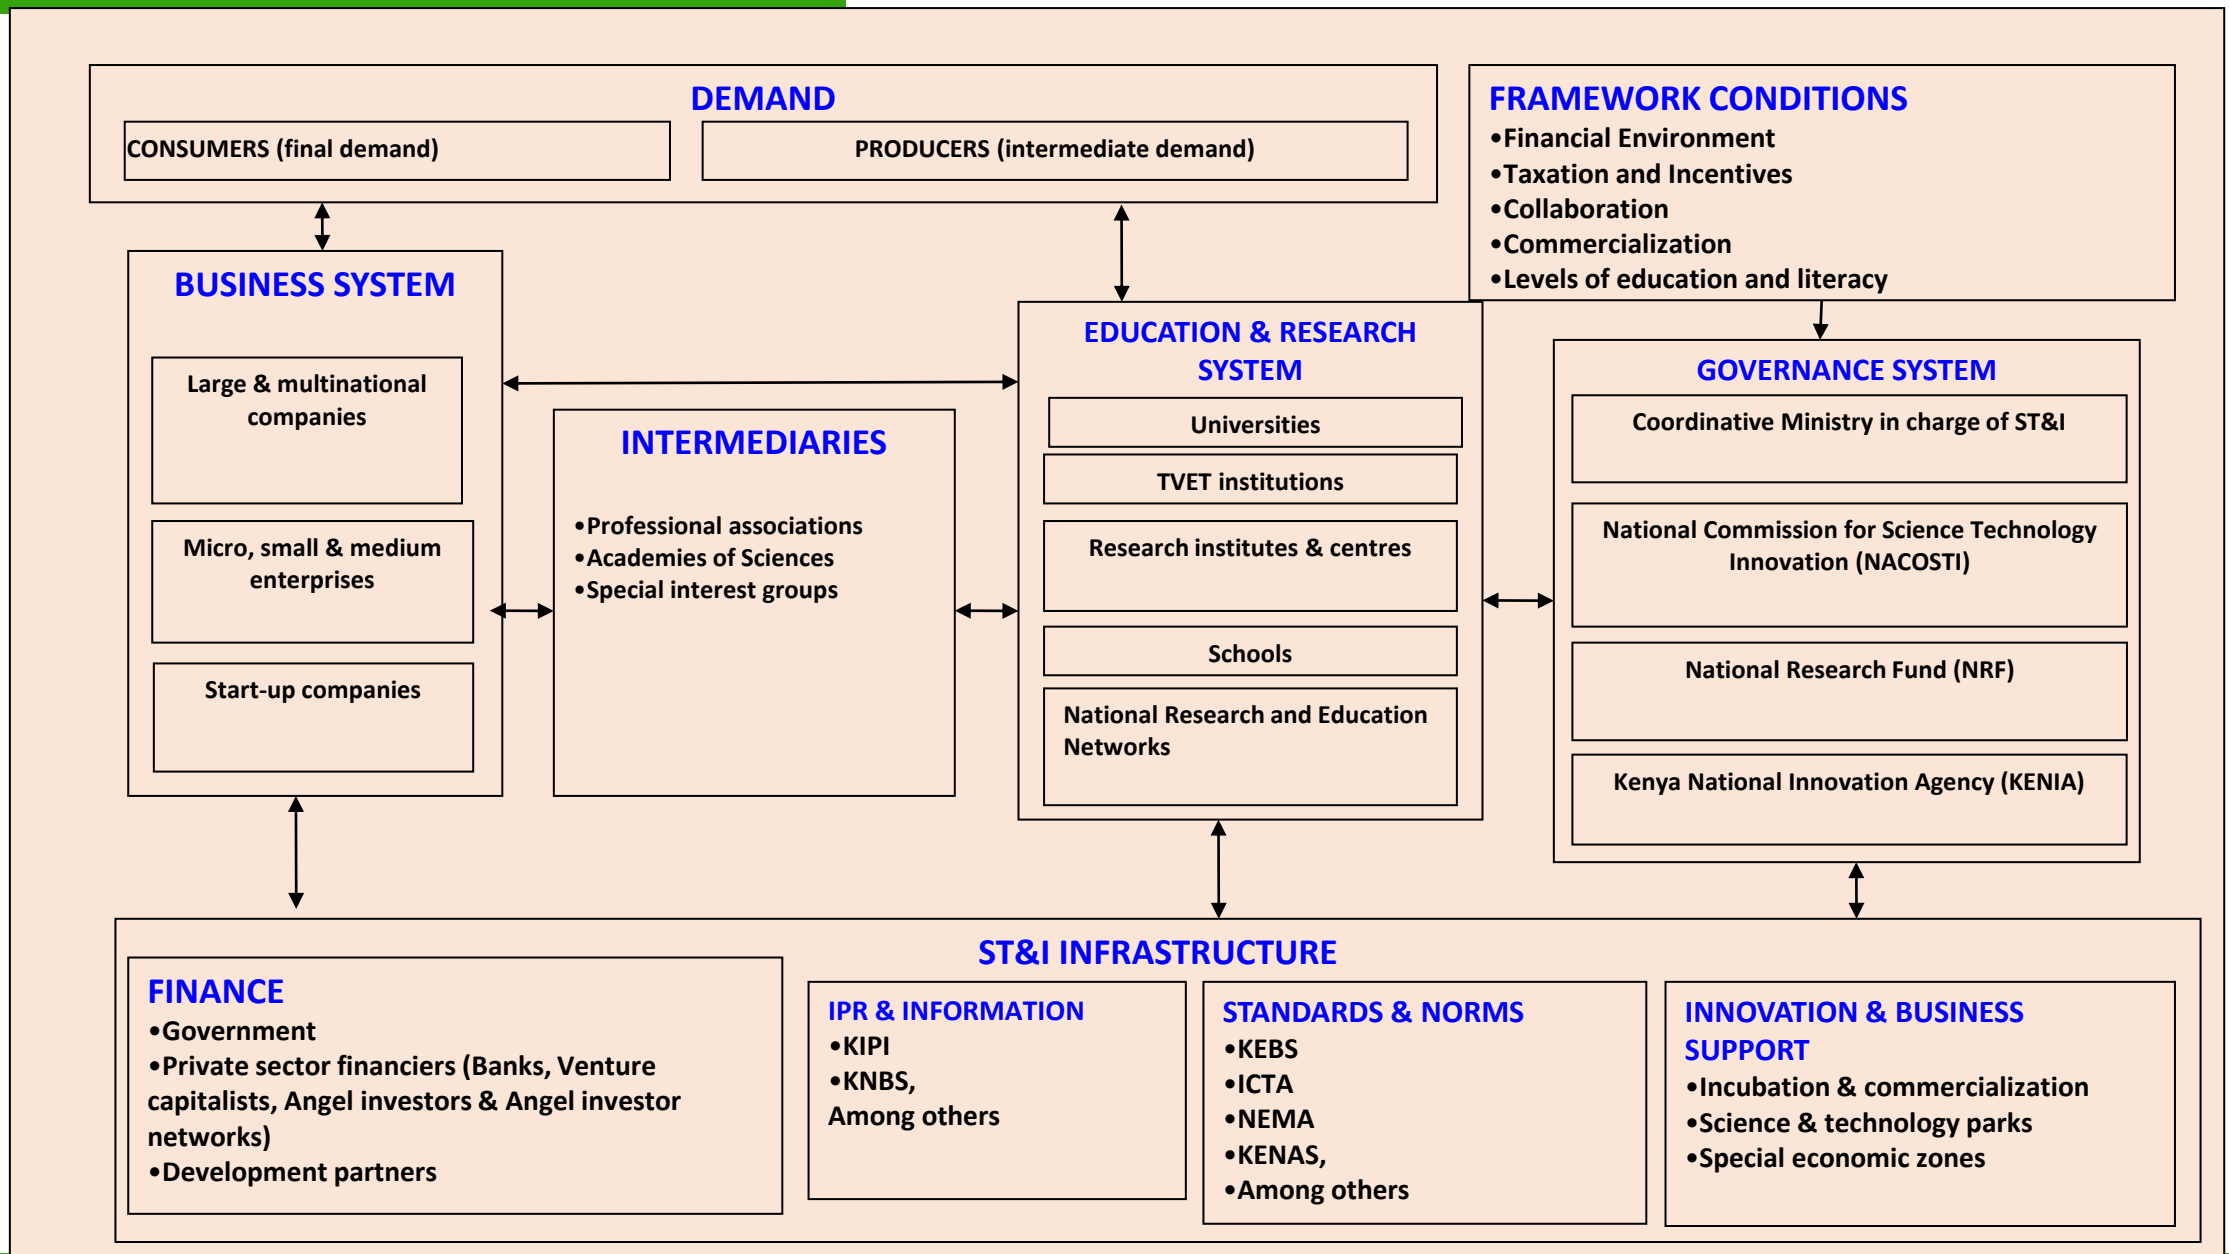 DEMAND
CONSUMERS (final demand)
PRODUCERS (intermediate demand)
FRAMEWORK CONDITIONS
•Financial Environment
•Taxation and Incentives
•Collaboration
•Commercialization
•Levels of education and literacy
BUSINESS SYSTEM
Large & multinational
companies
Micro, small & medium
enterprises
Start-up companies
INTERMEDIARIES
•Professional associations
•Academies of Sciences
•Special interest groups
EDUCATION & RESEARCH
SYSTEM
Universities
TVET institutions
Research institutes & centres
Schools
National Research and Education
Networks
GOVERNANCE SYSTEM
Coordinative Ministry in charge of ST&I
National Commission for Science Technology
Innovation (NACOSTI)
National Research Fund (NRF)
Kenya National Innovation Agency (KENIA)
ST&I INFRASTRUCTURE
FINANCE
•Government
•Private sector financiers (Banks, Venture
capitalists, Angel investors & Angel investor
networks)
•Development partners
IPR & INFORMATION
•KIPI
•KNBS,
Among others
STANDARDS & NORMS
•KEBS
•ICTA
•NEMA
•KENAS,
•Among others
INNOVATION & BUSINESS
SUPPORT
•Incubation & commercialization
•Science & technology parks
•Special economic zones